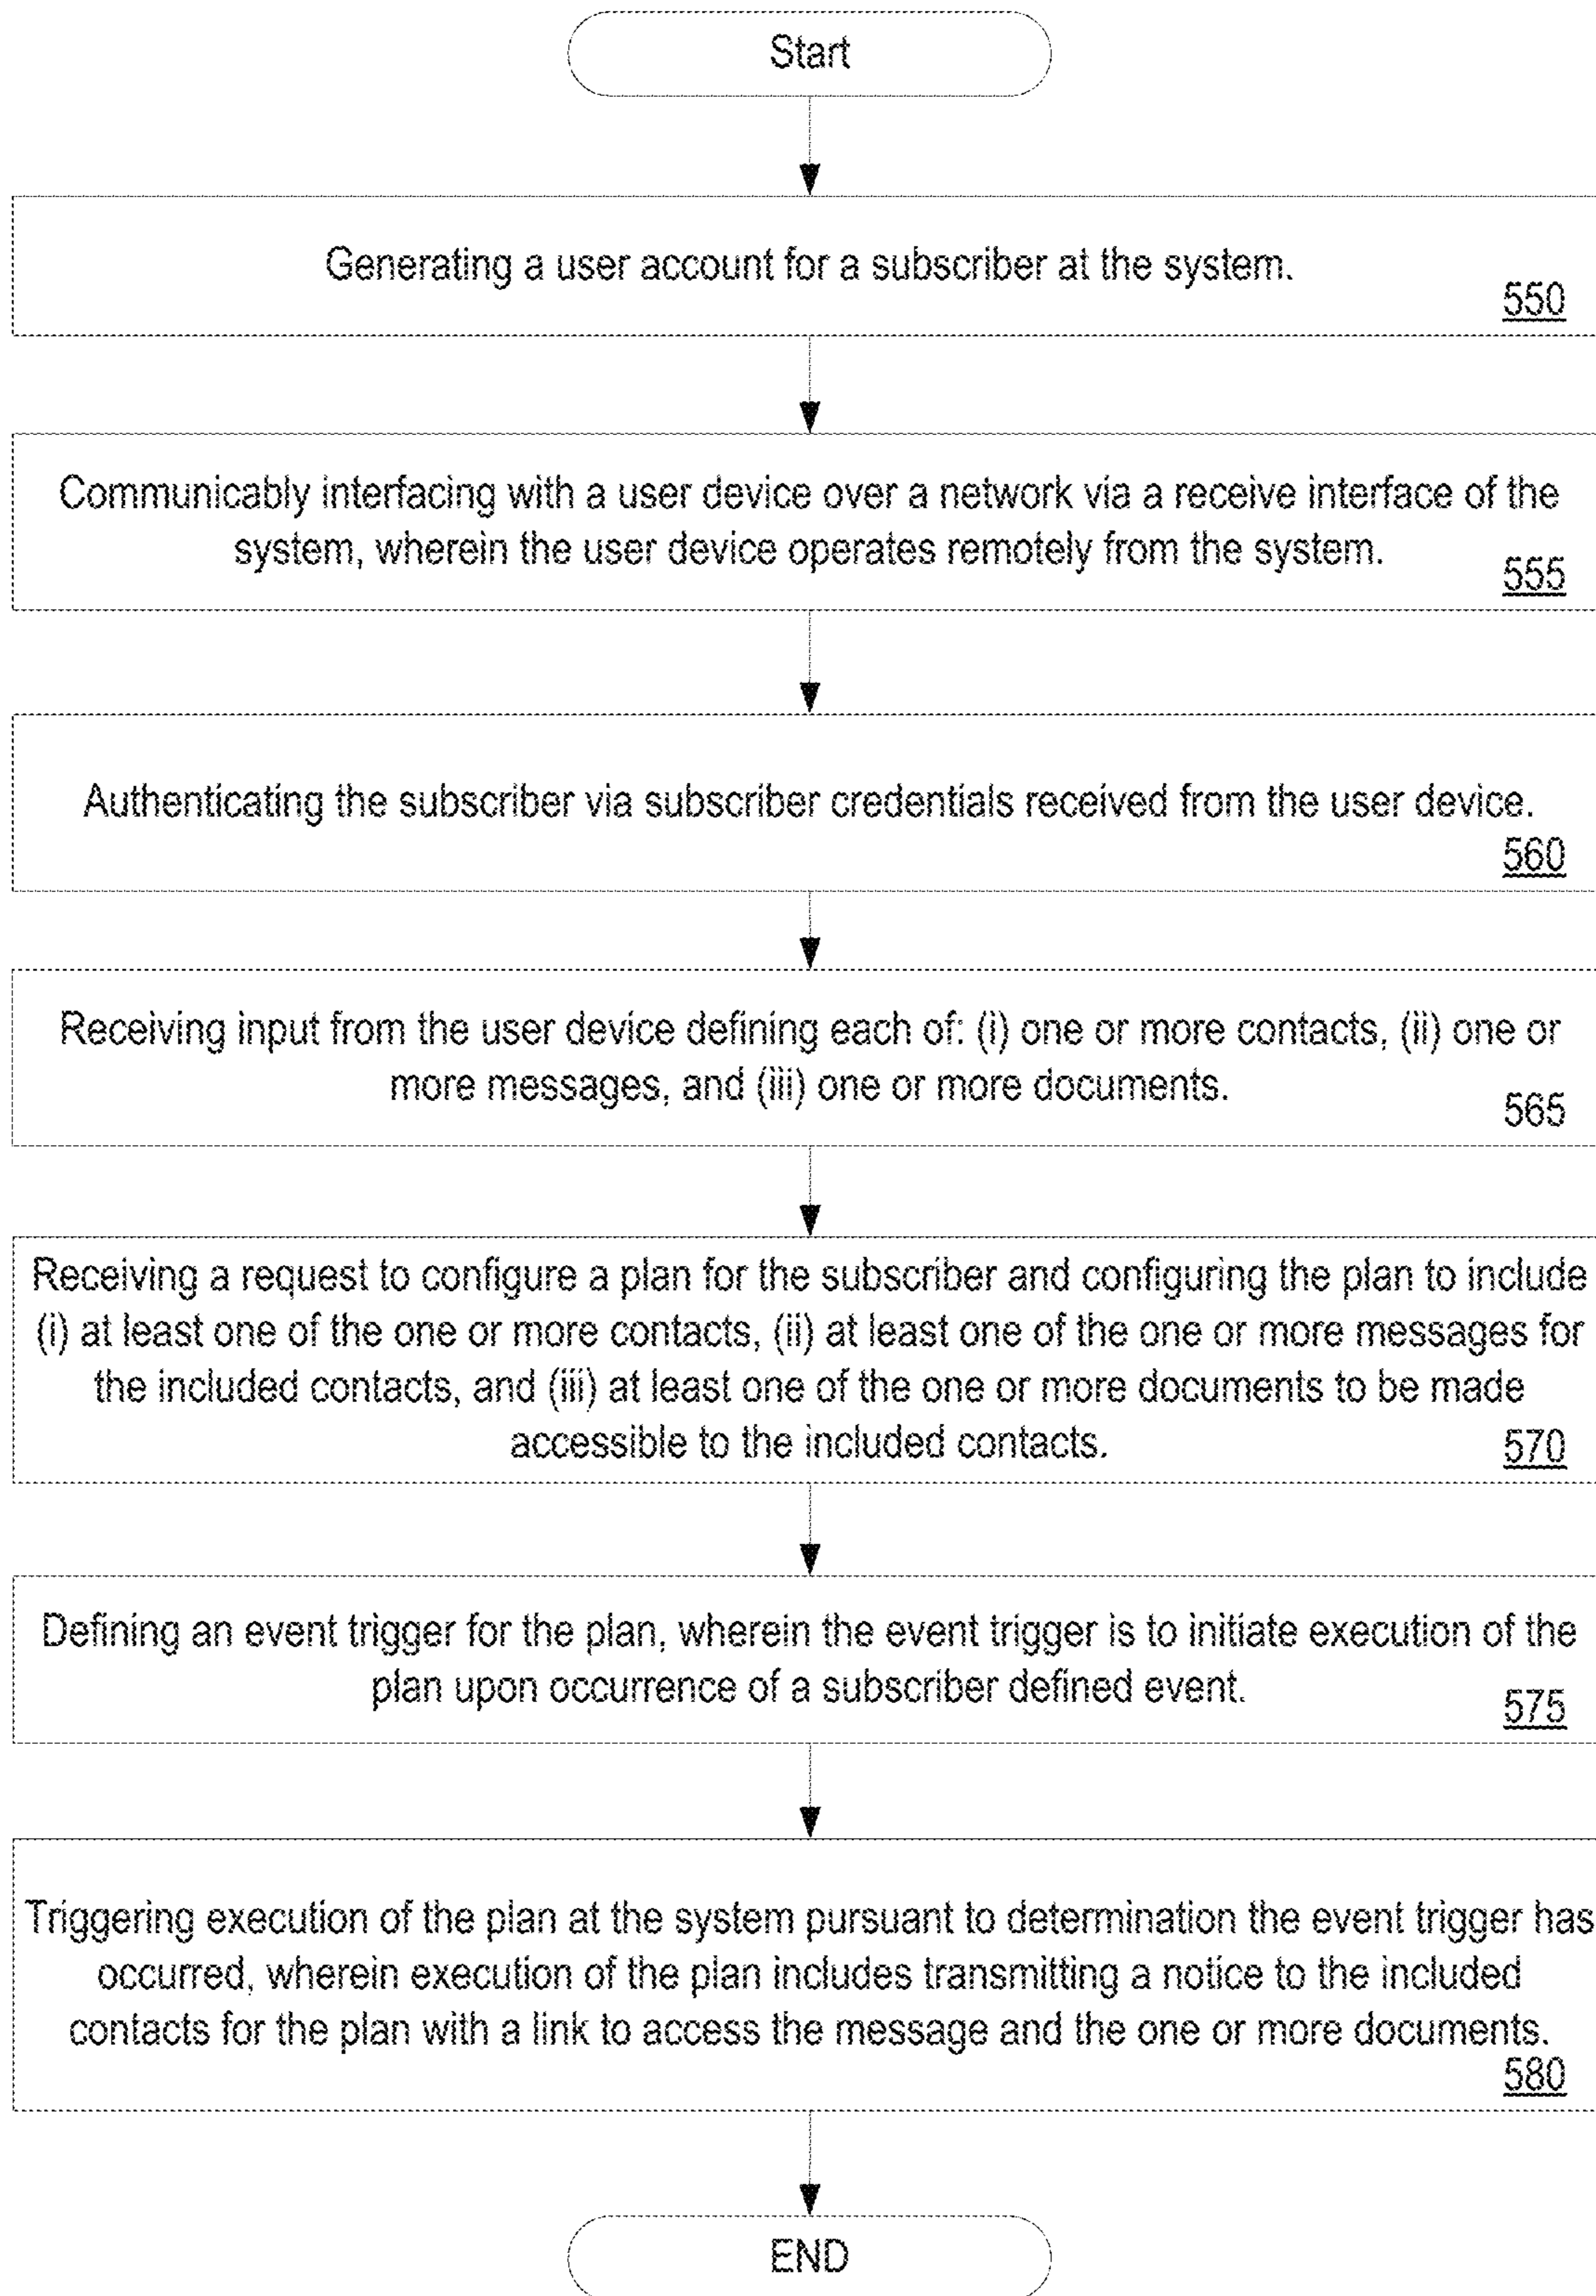 Start
Generating a user account for a subscriber at the system.
550
Communicably interfacing with a user device over a network via a receive interface of the
system, wherein the user device operates remotely from the system.
555
Authenticating the subscriber via subscriber credentials received from the user device.
560
Receiving input from the user device defining each of: (i) one or more contacts, (ii) one or
more messages, and (iii) one or more documents.
565
Receiving a request to configure a plan for the subscriber and configuring the plan to include
(i) at least one of the one or more contacts, (ii) at least one of the one or more messages for
the included contacts, and (iii) at least one of the one or more documents to be made
accessible to the included contacts.
570
Defining an event trigger for the plan, wherein the event trigger is to initiate execution of the
plan upon occurrence of a subscriber defined event.
575
Triggering execution of the plan at the system pursuant to determination the event trigger has
occurred, wherein execution of the plan includes transmitting a notice to the included
contacts for the plan with a link to access the message and the one or more documents.
580
END